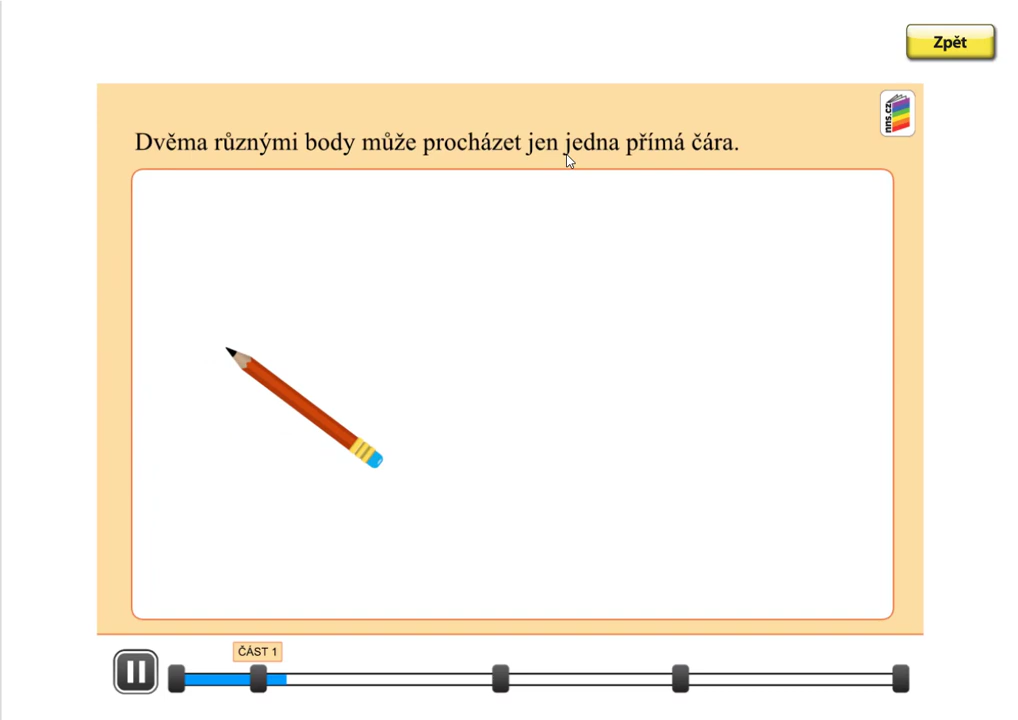 Zpět
nns.cz
Dvěma různými body může procházet jen jedna přímá čára.
ČÁST 1